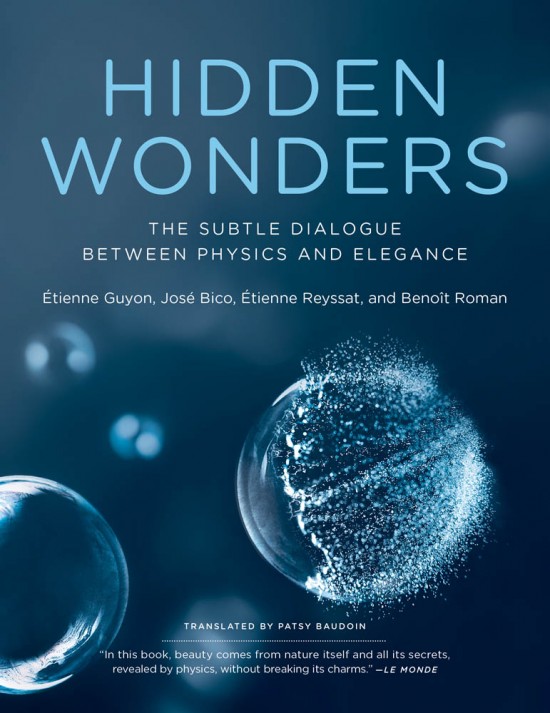 HIDDEN
WONDERS
THE SUBTLE DIALOGUE
BETWEEN PHYSICS AND ELEGANCE
Étienne Guyon, José Bico, Étienne Reyssat, and Benoît Roman
TRANSLATED BY PATSY BAUDOIN
“In this book, beauty comes from nature itself and all its secrets,
revealed by physics, without breaking its charms.” —LE MONDE